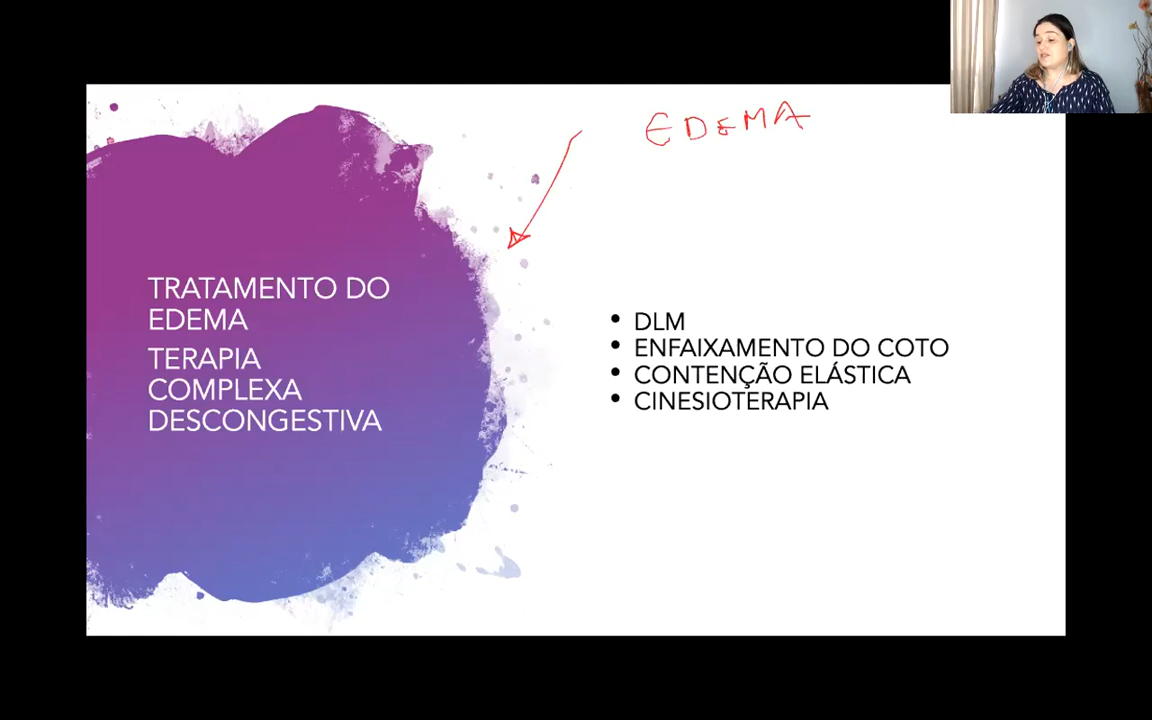 EDEMA
TRATAMENTO DO
EDEMA
TERAPIA
COMPLEXA
DESCONGESTIVA
• DLM
• ENFAIXAMENTO DO COTO
• CONTENÇÃO ELÁSTICA
• CINESIOTERAPIA